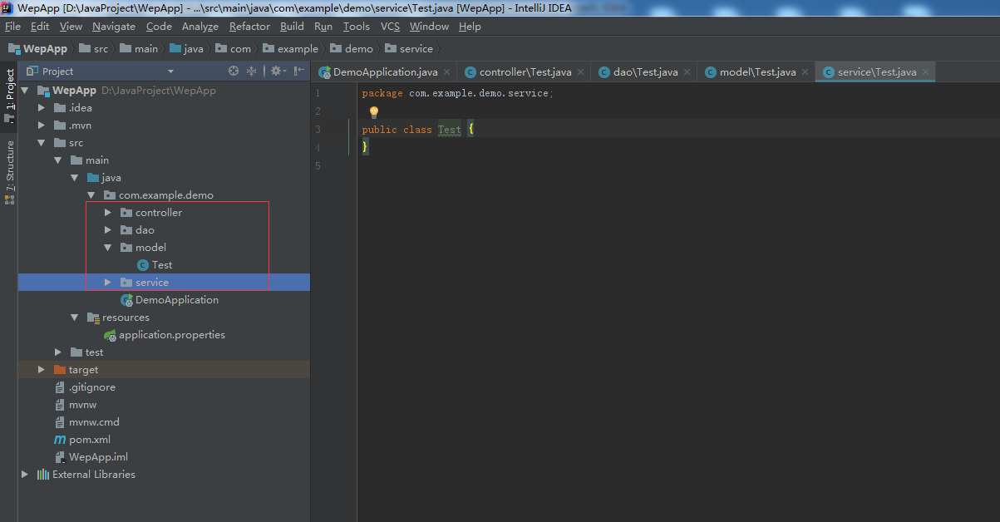 WepApp [D:\JavaProject\WepApp] - ...\src\main\java\com\example\demo\service\Test.java [WepApp] - IntelliJ IDEA
File Edit View Navigate Code Analyze Refactor Build Run Tools VCS Window Help
WepApp src main java com example demo service
1: Project
7: Structure
Project
WepApp D:\JavaProject\WepApp
.idea
.mvn
src
main
java
com.example.demo
controller
dao
model
Test
service
DemoApplication
resources
application.properties
test
target
.gitignore
mvnw
mvnw.cmd
pom.xml
WepApp.iml
External Libraries
DemoApplication.java controller\Test.java dao\Test.java model\Test.java service\Test.java
1 package com.example.demo.service;
2
3 public class Test {
4 }
5